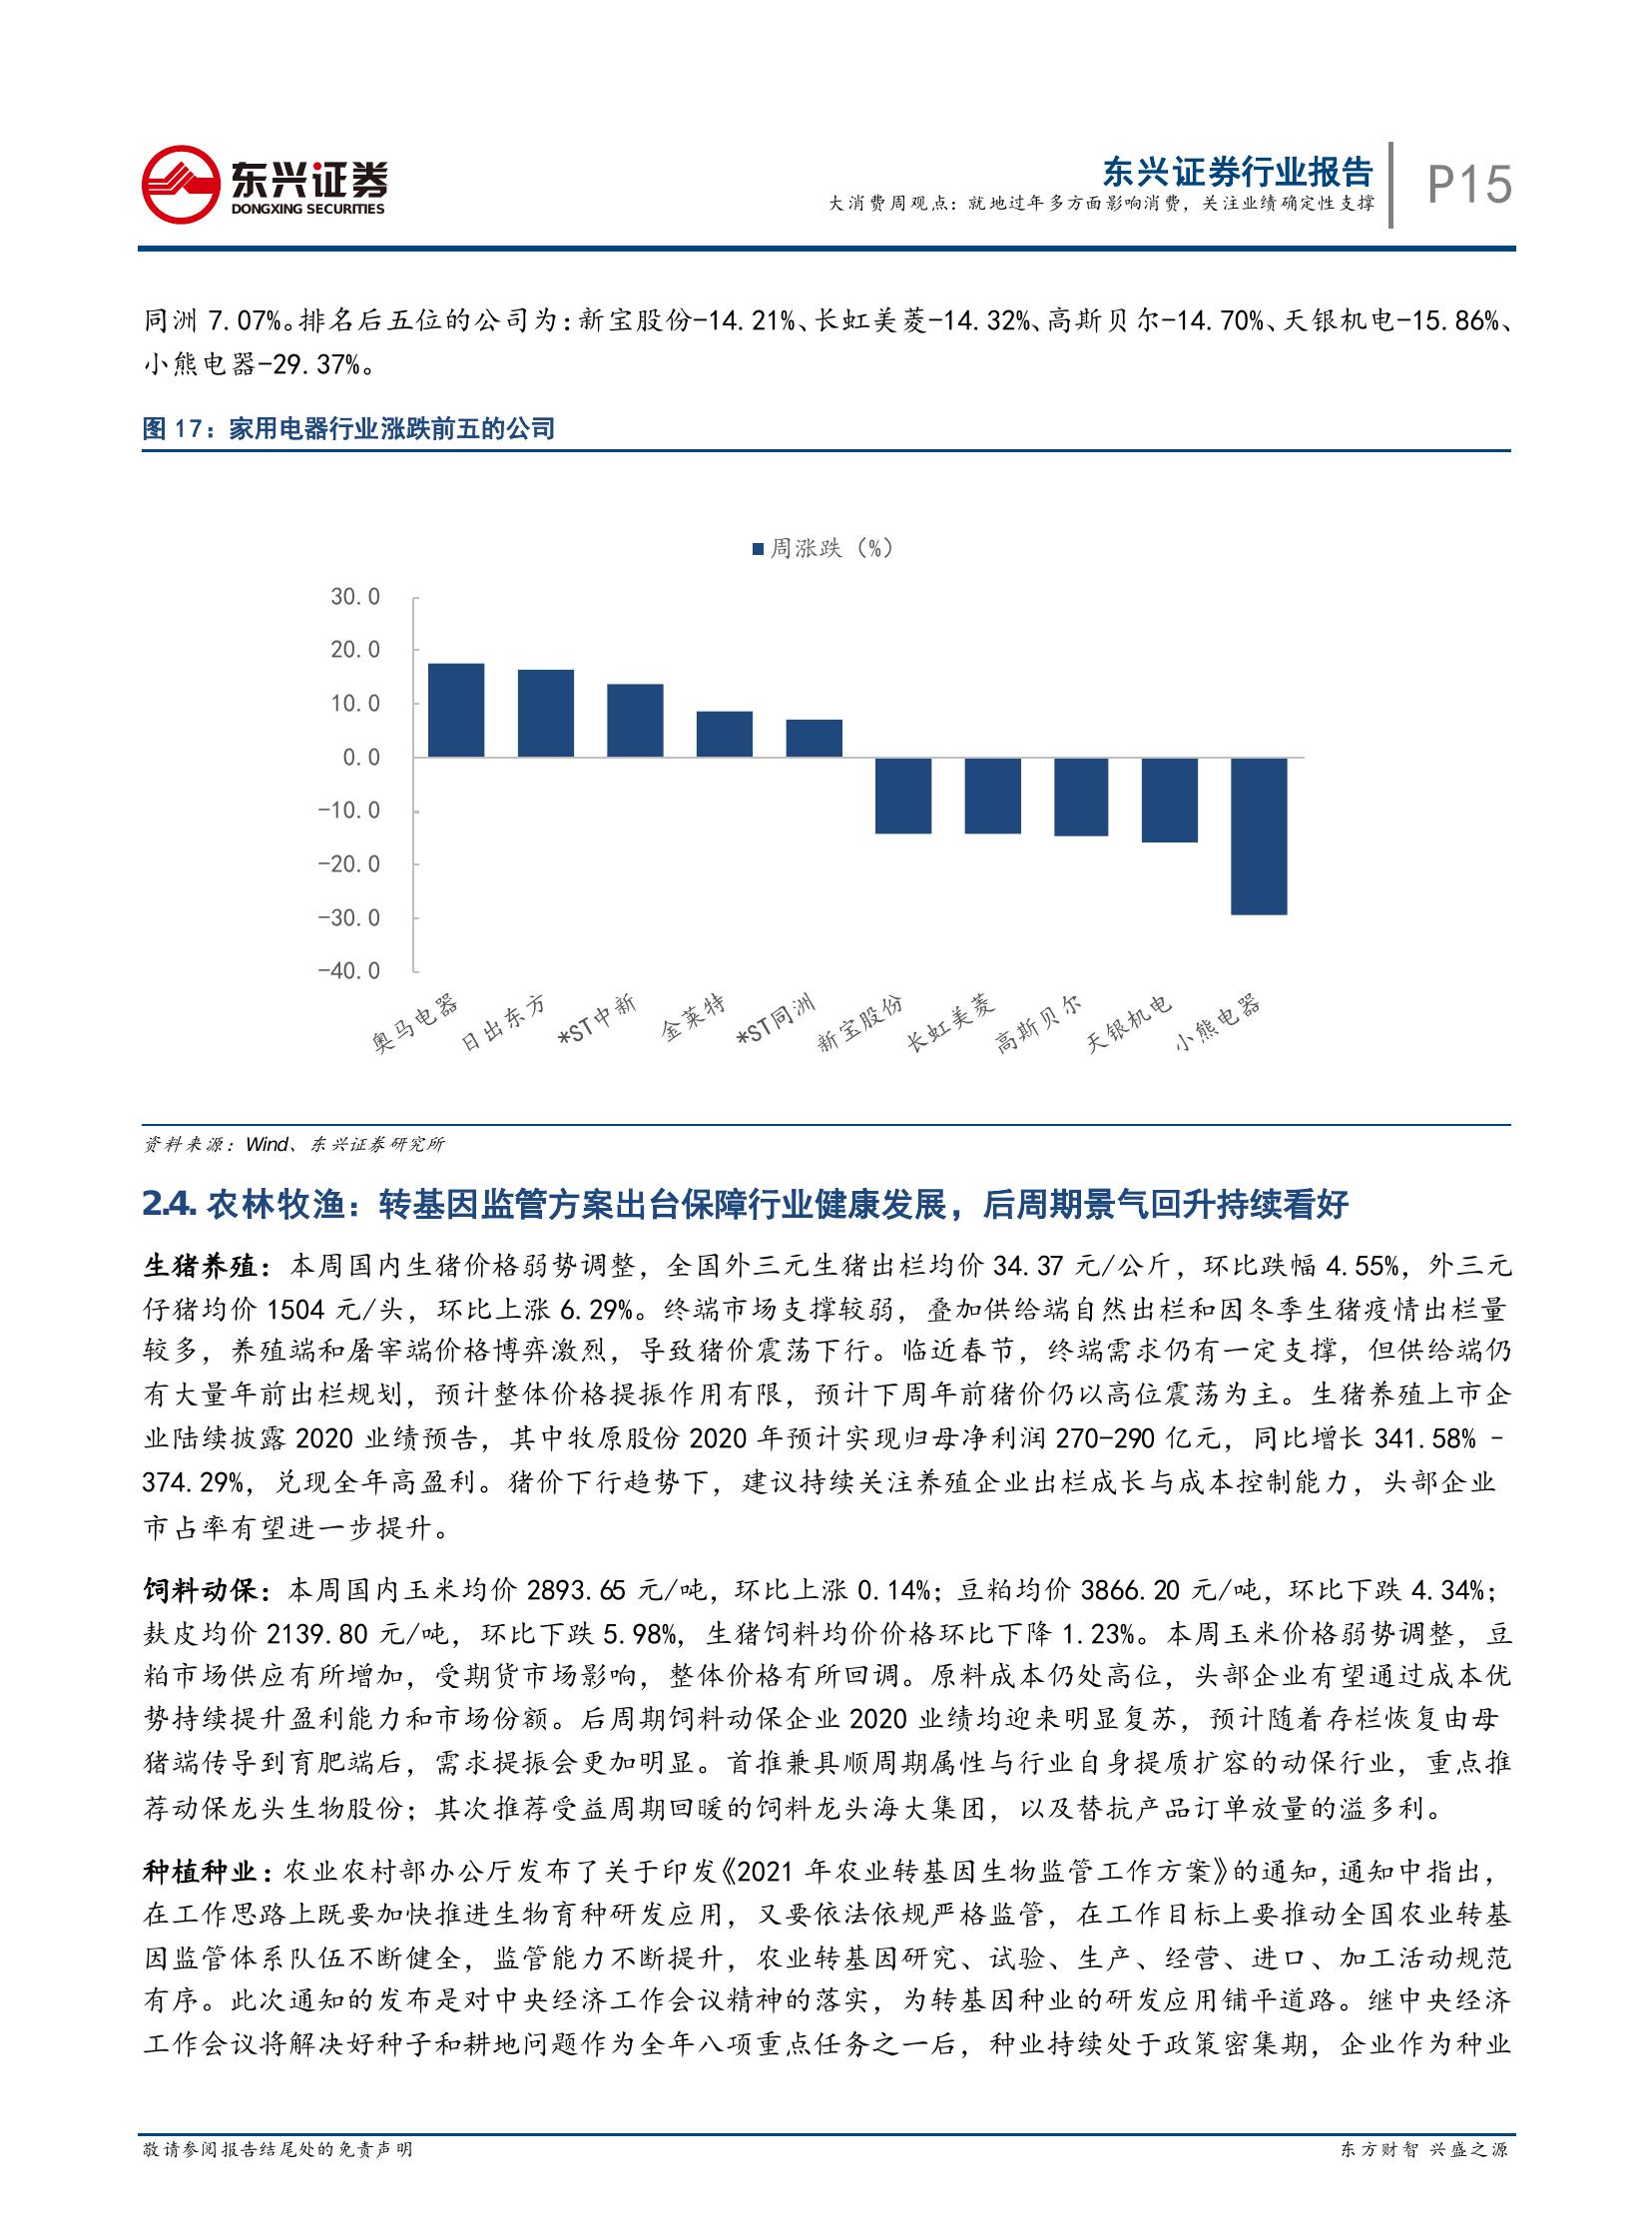 东兴证券
DONGXING SECURITIES
东兴证券行业报告
大消费周观点：就地过年多方面影响消费，关注业绩确定性支撑
P15
同洲 7.07%。排名后五位的公司为：新宝股份-14.21%、长虹美菱-14.32%、高斯贝尔-14.70%、天银机电-15.86%、
小熊电器-29.37%。
图 17：家用电器行业涨跌前五的公司
周涨跌（%）
30.0
20.0
10.0
0.0
-10.0
-20.0
-30.0
-40.0
奥马电器
日出东方
*ST中新
金莱特
*ST同洲
新宝股份
长虹美菱
高斯贝尔
天银机电
小熊电器
资料来源：Wind、东兴证券研究所
2.4. 农林牧渔：转基因监管方案出台保障行业健康发展，后周期景气回升持续看好
生猪养殖：本周国内生猪价格弱势调整，全国外三元生猪出栏均价 34.37 元/公斤，环比跌幅 4.55%，外三元
仔猪均价 1504 元/头，环比上涨 6.29%。终端市场支撑较弱，叠加供给端自然出栏和因冬季生猪疫情出栏量
较多，养殖端和屠宰端价格博弈激烈，导致猪价震荡下行。临近春节，终端需求仍有一定支撑，但供给端仍
有大量年前出栏规划，预计整体价格提振作用有限，预计下周年前猪价仍以高位震荡为主。生猪养殖上市企
业陆续披露 2020 业绩预告，其中牧原股份 2020 年预计实现归母净利润 270-290 亿元，同比增长 341.58% -
374.29%，兑现全年高盈利。猪价下行趋势下，建议持续关注养殖企业出栏成长与成本控制能力，头部企业
市占率有望进一步提升。
饲料动保：本周国内玉米均价 2893.65 元/吨，环比上涨 0.14%；豆粕均价 3866.20 元/吨，环比下跌 4.34%；
麸皮均价 2139.80 元/吨，环比下跌 5.98%，生猪饲料均价价格环比下降 1.23%。本周玉米价格弱势调整，豆
粕市场供应有所增加，受期货市场影响，整体价格有所回调。原料成本仍处高位，头部企业有望通过成本优
势持续提升盈利能力和市场份额。后周期饲料动保企业 2020 业绩均迎来明显复苏，预计随着存栏恢复由母
猪端传导到育肥端后，需求提振会更加明显。首推兼具顺周期属性与行业自身提质扩容的动保行业，重点推
荐动保龙头生物股份；其次推荐受益周期回暖的饲料龙头海大集团，以及替抗产品订单放量的溢多利。
种植种业：农业农村部办公厅发布了关于印发《2021 年农业转基因生物监管工作方案》的通知，通知中指出，
在工作思路上既要加快推进生物育种研发应用，又要依法依规严格监管，在工作目标上要推动全国农业转基
因监管体系队伍不断健全，监管能力不断提升，农业转基因研究、试验、生产、经营、进口、加工活动规范
有序。此次通知的发布是对中央经济工作会议精神的落实，为转基因种业的研发应用铺平道路。继中央经济
工作会议将解决好种子和耕地问题作为全年八项重点任务之一后，种业持续处于政策密集期，企业作为种业
敬请参阅报告结尾处的免责声明
东方财智 兴盛之源